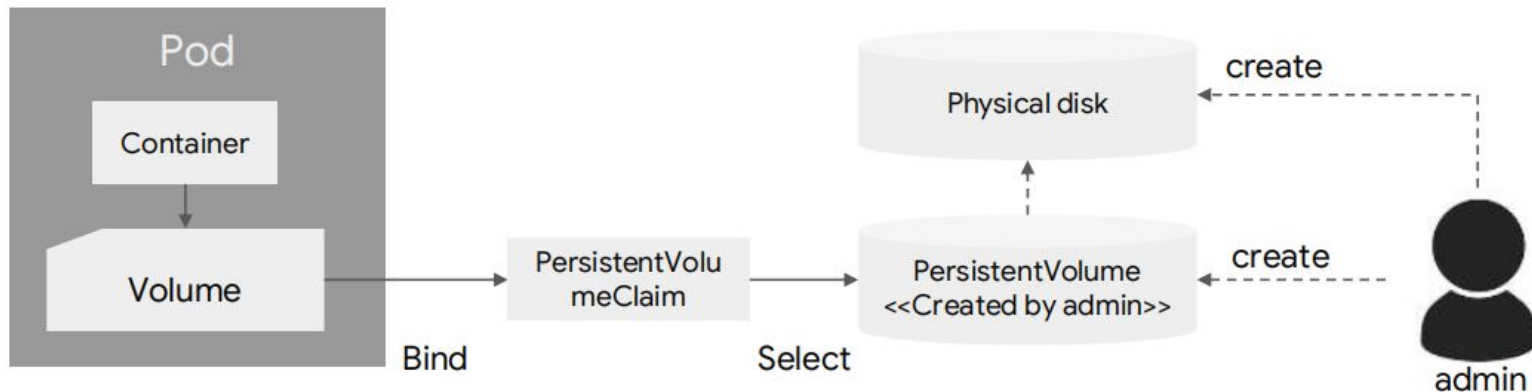 Pod
Container
Volume
Bind
PersistentVolu
meClaim
Select
Physical disk
PersistentVolume
<<Created by admin>>
create
create
admin